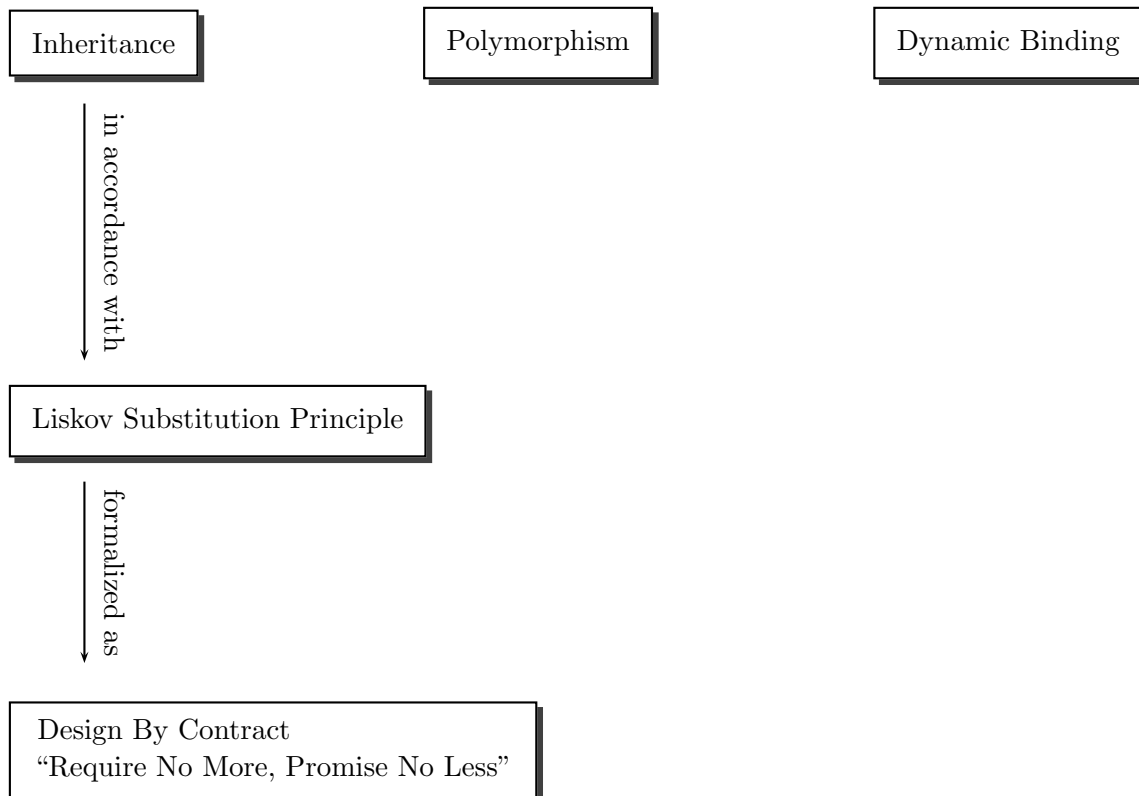 Inheritance
Polymorphism
Dynamic Binding
in accordance with
Liskov Substitution Principle
formalized as
Design By Contract
“Require No More, Promise No Less”